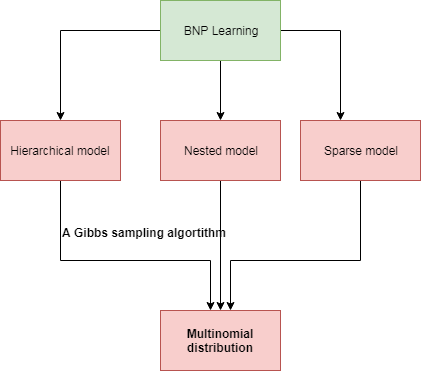 BNP Learning
Hierarchical model
Nested model
Sparse model
A Gibbs sampling algortithm
Multinomial
distribution